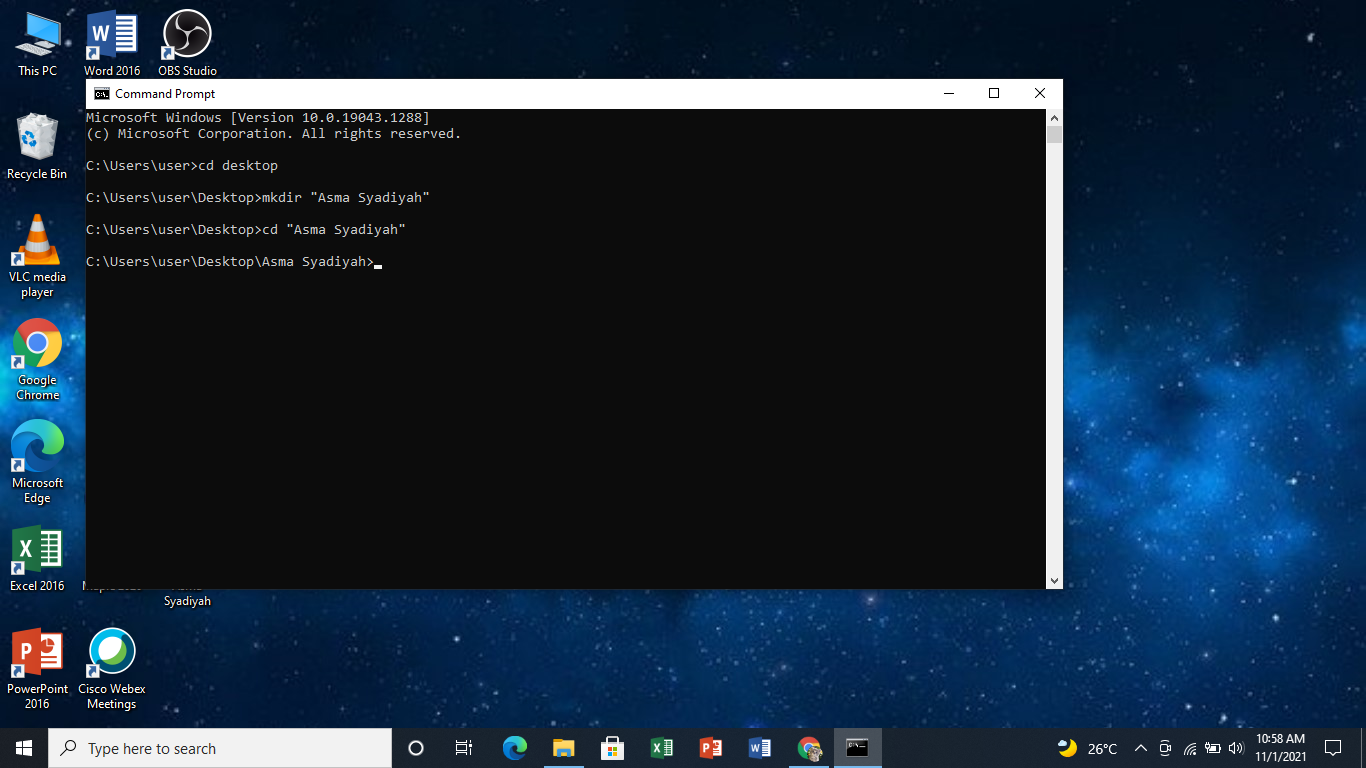 This PC
Word 2016
OBS Studio
Command Prompt
Microsoft Windows [Version 10.0.19043.1288]
(c) Microsoft Corporation. All rights reserved.
C:\Users\user>cd desktop
C:\Users\user\Desktop>mkdir "Asma Syadiyah"
C:\Users\user\Desktop>cd "Asma Syadiyah"
C:\Users\user\Desktop\Asma Syadiyah>
Recycle Bin
VLC media
player
Google
Chrome
Microsoft
Edge
Excel 2016
Syadiyah
PowerPoint
2016
Cisco Webex
Meetings
Type here to search
26°C
10:58 AM
11/1/2021